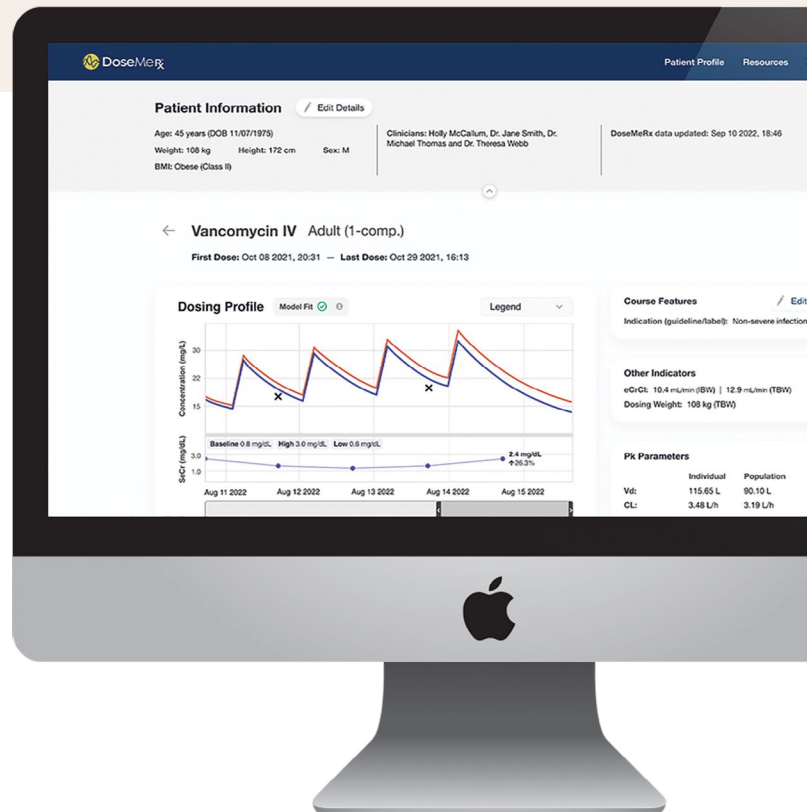 DoseMeRx
Patient Profile Resources
Patient Information Edit Details
Age: 45 years (DOB 11/07/1975)
Weight: 108 kg Height: 172 cm Sex: M
BMI: Obese (Class II)
Clinicians: Holly McCallum, Dr. Jane Smith, Dr.
Michael Thomas and Dr. Theresa Webb
DoseMeRx data updated: Sep 10 2022, 18:46
Vancomycin IV Adult (1-comp.)
First Dose: Oct 08 2021, 20:31 — Last Dose: Oct 29 2021, 16:13
Dosing Profile Model Fit Legend
Concentration (mg/L)
30
22
15
SeCr (mg/dL)
Baseline 0.8 mg/dL High 3.0 mg/dL Low 0.6 mg/dL
3.0
1.0
2.4 mg/dL
↑26.3%
Aug 11 2022 Aug 12 2022 Aug 13 2022 Aug 14 2022 Aug 15 2022
Course Features Edit
Indication (guideline/label): Non-severe infection
Other Indicators
eCrCl: 10.4 mL/min (IBW) | 12.9 mL/min (TBW)
Dosing Weight: 108 kg (TBW)
Pk Parameters
Individual Population
Vd: 115.65 L 90.10 L
CL: 3.48 L/h 3.19 L/h